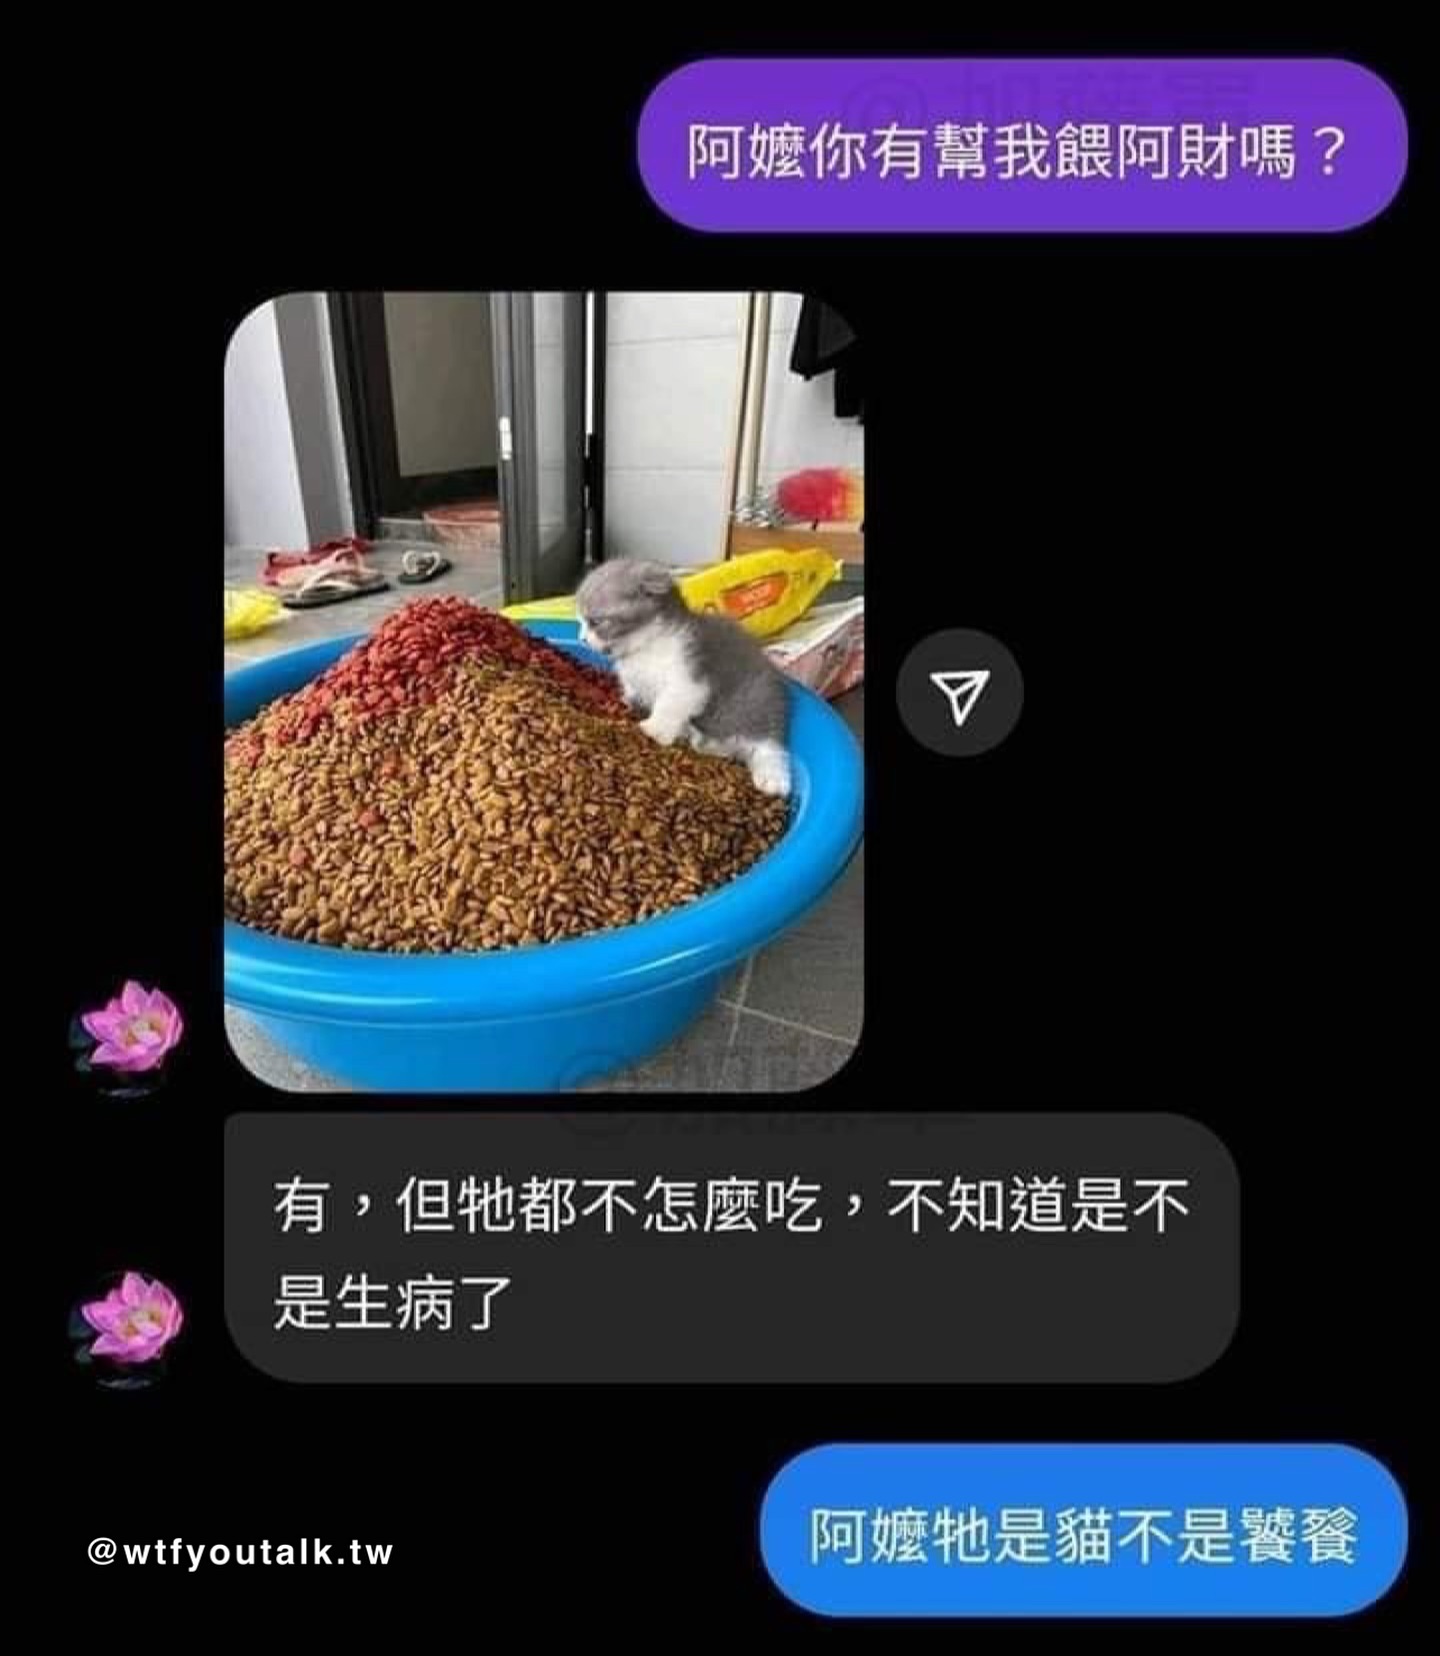 阿嬤你有幫我餵阿財嗎？
有，但牠都不怎麼吃，不知道是不
是生病了
阿嬤牠是貓不是饕餮
@wtfyoutalk.tw